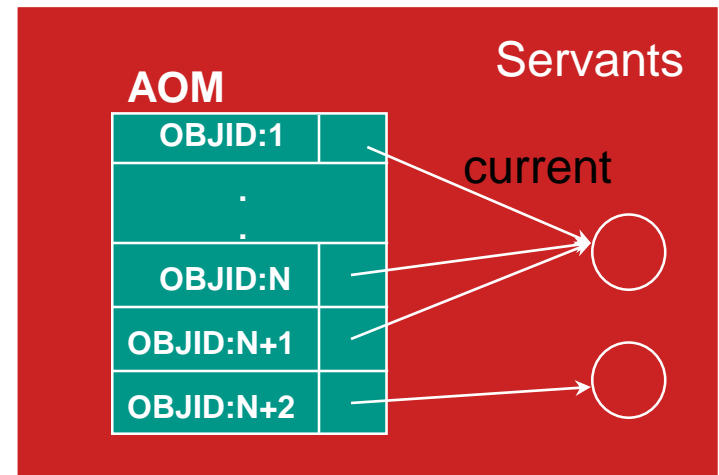 Servants
AOM
OBJID:1
current
.
.
OBJID:N
OBJID:N+1
OBJID:N+2